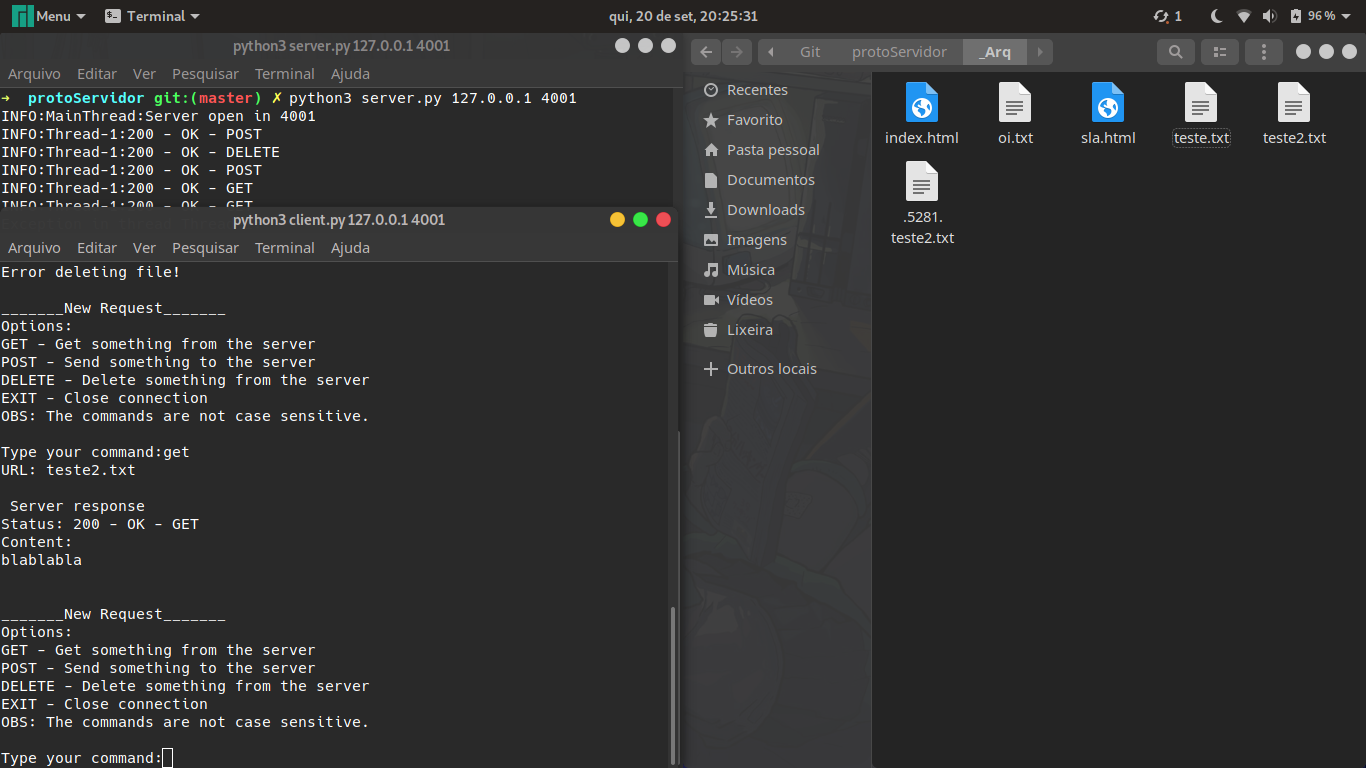 Menu
Terminal
qui, 20 de set, 20:25:31
1
96 %
python3 server.py 127.0.0.1 4001
Arquivo Editar Ver Pesquisar Terminal Ajuda
➜ protoServidor git:(master) ✗ python3 server.py 127.0.0.1 4001
INFO:MainThread:Server open in 4001
INFO:Thread-1:200 - OK - POST
INFO:Thread-1:200 - OK - DELETE
INFO:Thread-1:200 - OK - POST
INFO:Thread-1:200 - OK - GET
INFO:Thread-1:200 - OK - GET
python3 client.py 127.0.0.1 4001
Arquivo Editar Ver Pesquisar Terminal Ajuda
Error deleting file!
_______New Request_______
Options:
GET - Get something from the server
POST - Send something to the server
DELETE - Delete something from the server
EXIT - Close connection
OBS: The commands are not case sensitive.
Type your command:get
URL: teste2.txt
Server response
Status: 200 - OK - GET
Content:
blablabla
_______New Request_______
Options:
GET - Get something from the server
POST - Send something to the server
DELETE - Delete something from the server
EXIT - Close connection
OBS: The commands are not case sensitive.
Type your command:
Git protoServidor _Arq
Recentes
Favorito
Pasta pessoal
Documentos
Downloads
Imagens
Música
Vídeos
Lixeira
Outros locais
index.html oi.txt sla.html teste.txt teste2.txt
.5281.
teste2.txt